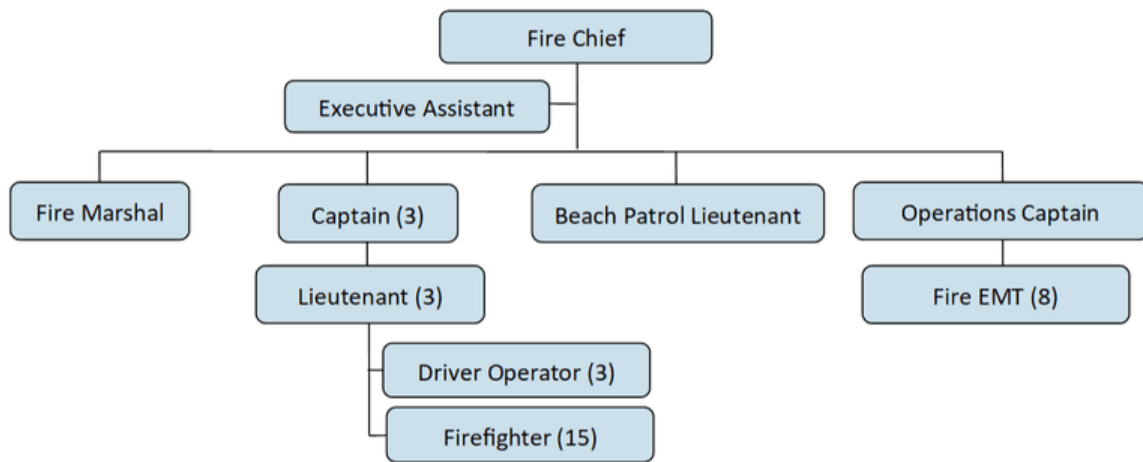 Fire Chief
Executive Assistant
Fire Marshal
Captain (3)
Beach Patrol Lieutenant
Operations Captain
Lieutenant (3)
Fire EMT (8)
Driver Operator (3)
Firefighter (15)